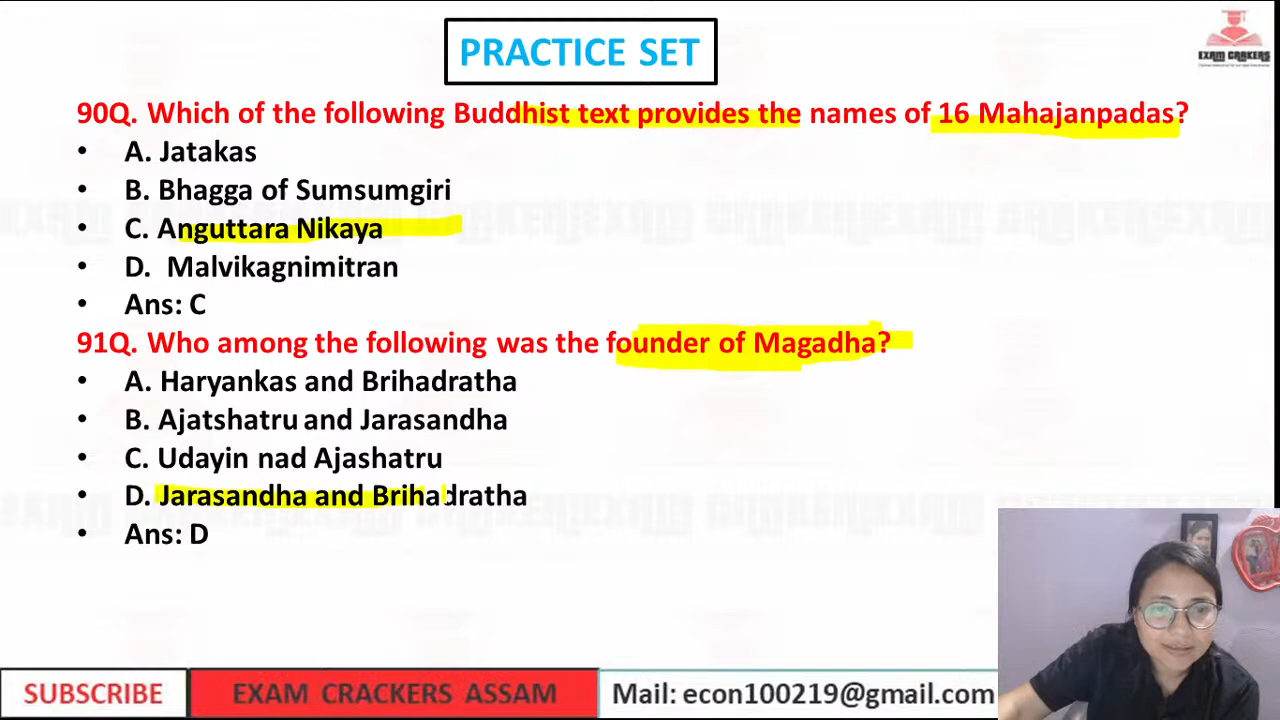 PRACTICE SET
EXAM CRAKERS
90Q. Which of the following Buddhist text provides the names of 16 Mahajanpadas?
• A. Jatakas
• B. Bhagga of Sumsumgiri
• C. Anguttara Nikaya
• D. Malvikagnimitran
• Ans: C
91Q. Who among the following was the founder of Magadha?
• A. Haryankas and Brihadratha
• B. Ajatshatru and Jarasandha
• C. Udayin nad Ajashatru
• D. Jarasandha and Brihadratha
• Ans: D
SUBSCRIBE EXAM CRACKERS ASSAM Mail: econ100219@gmail.com